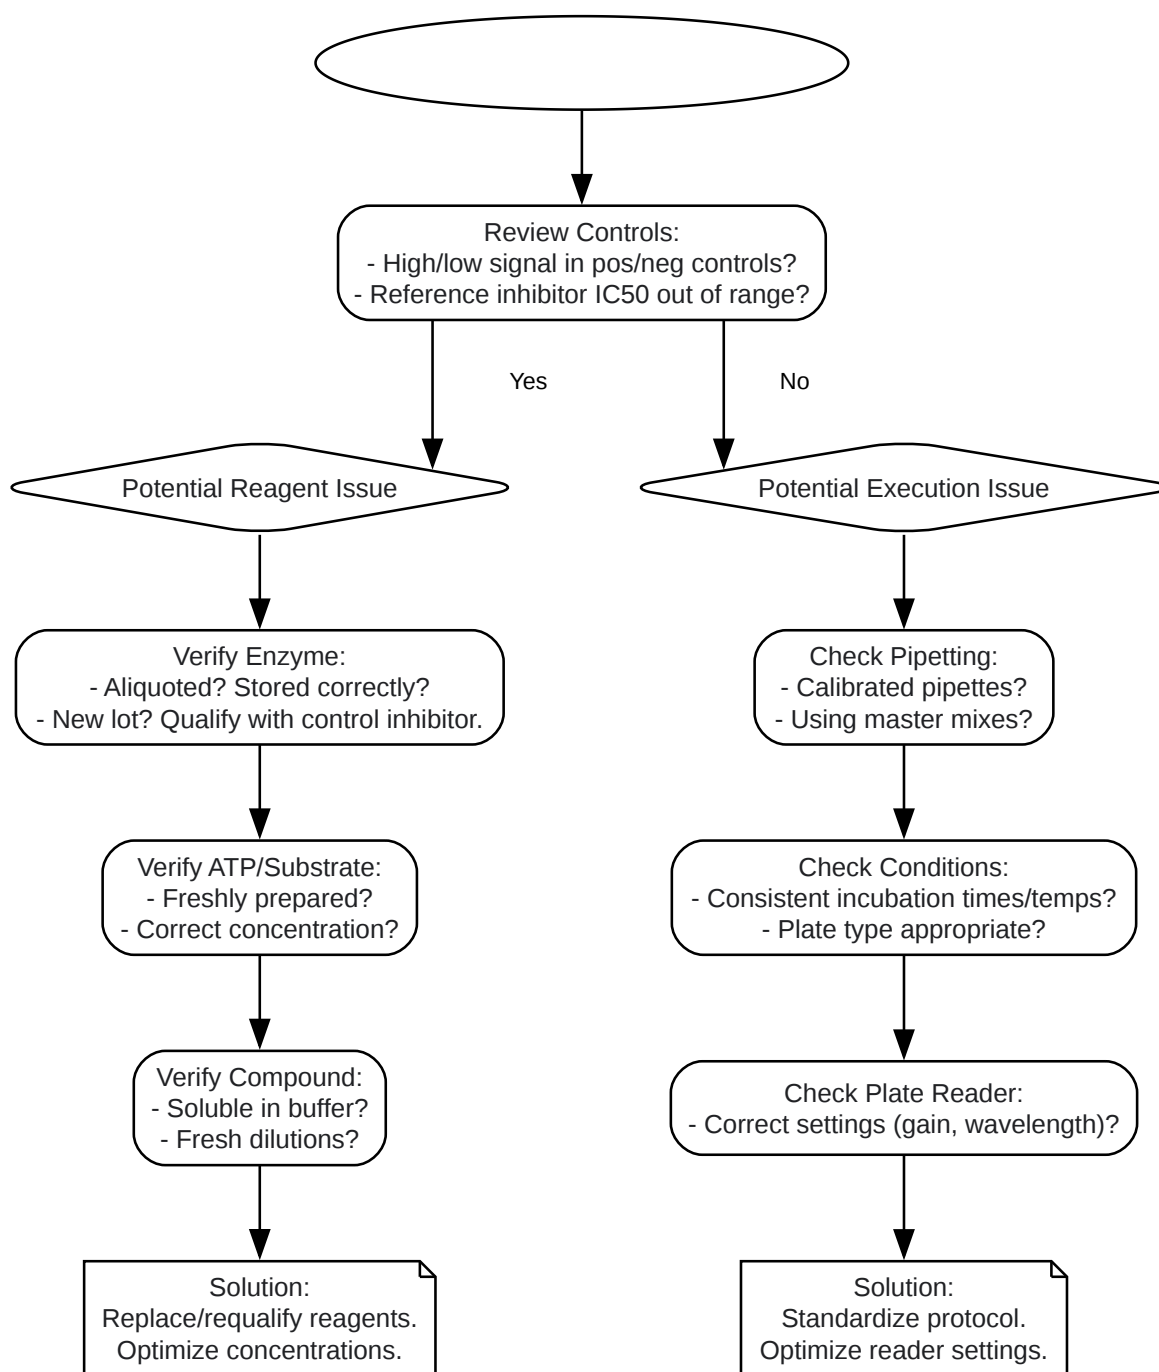 Review Controls:
- High/low signal in pos/neg controls?
- Reference inhibitor IC50 out of range?
Yes
No
Potential Reagent Issue
Potential Execution Issue
Verify Enzyme:
- Aliquoted? Stored correctly?
- New lot? Qualify with control inhibitor.
Check Pipetting:
- Calibrated pipettes?
- Using master mixes?
Verify ATP/Substrate:
- Freshly prepared?
- Correct concentration?
Check Conditions:
- Consistent incubation times/temps?
- Plate type appropriate?
Verify Compound:
- Soluble in buffer?
- Fresh dilutions?
Check Plate Reader:
- Correct settings (gain, wavelength)?
Solution:
Replace/requalify reagents.
Optimize concentrations.
Solution:
Standardize protocol.
Optimize reader settings.